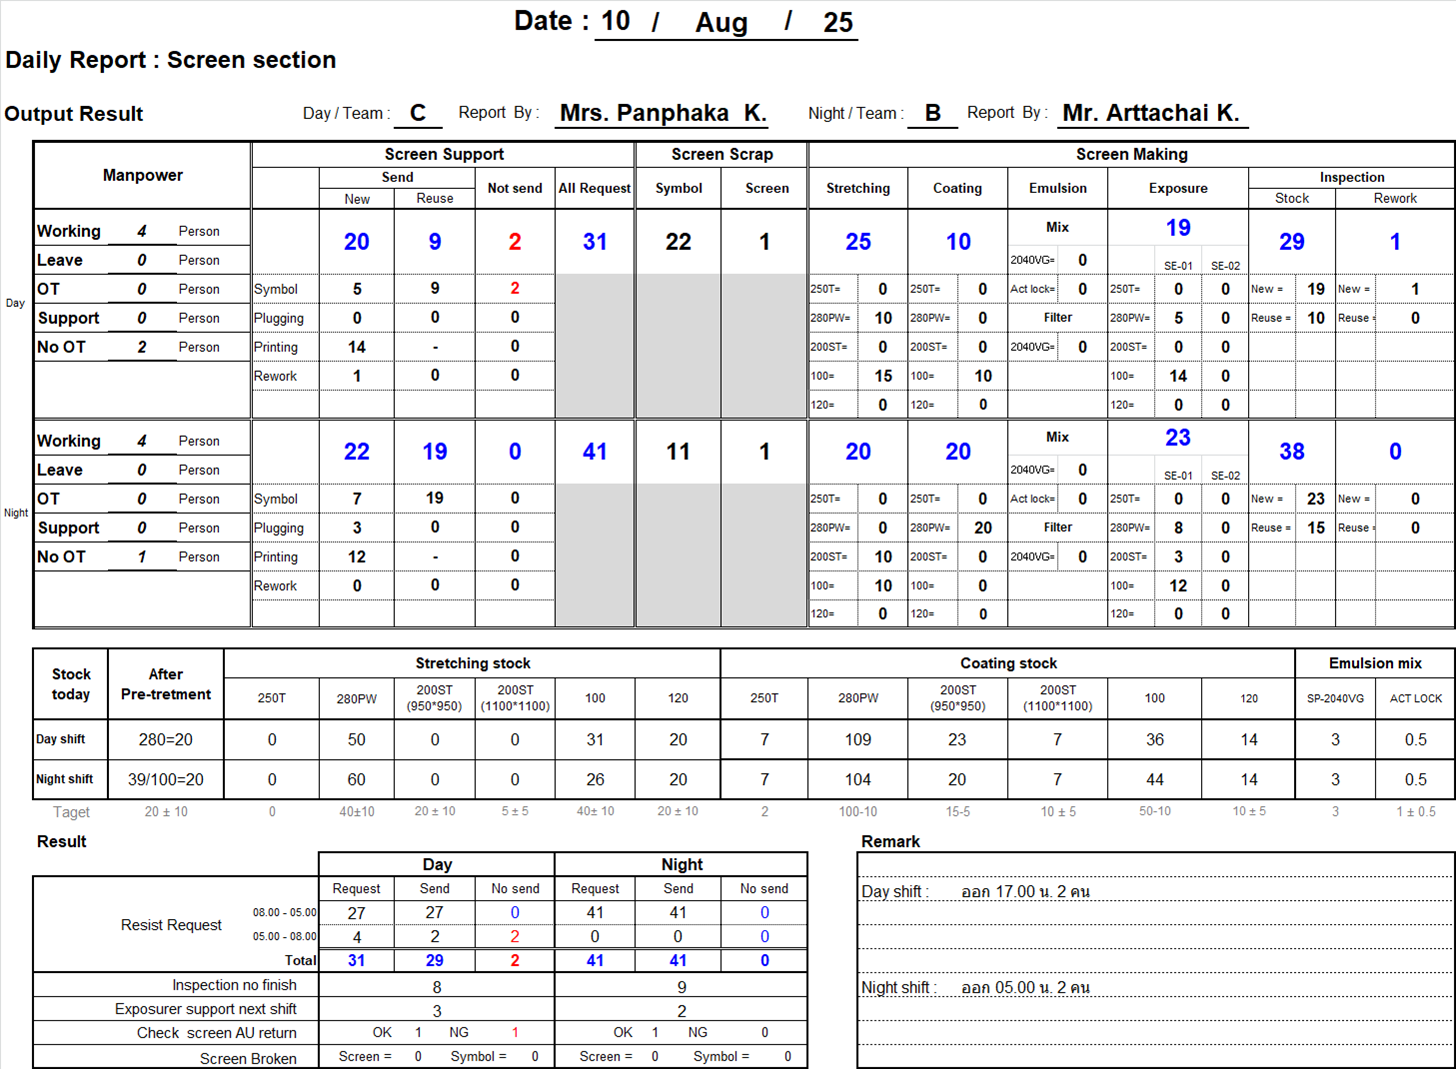 Date : 10 / Aug / 25
Daily Report : Screen section
Output Result Day / Team : C Report By : Mrs. Panphaka K. Night / Team : B Report By : Mr. Arttachai K.
Manpower Screen Support Screen Scrap Screen Making
Send Not send All Request Symbol Screen Stretching Coating Emulsion Exposure Inspection
New Reuse Stock Rework
Day
Working 4 Person 20 9 2 31 22 1 25 10 Mix 19 29 1
Leave 0 Person 2040VG= 0 SE-01 SE-02
OT 0 Person Symbol 5 9 2 250T= 0 250T= 0 Act lock= 0 250T= 0 0 New = 19 New = 1
Support 0 Person Plugging 0 0 0 280PW= 10 280PW= 0 Filter 280PW= 5 0 Reuse = 10 Reuse = 0
No OT 2 Person Printing 14 - 0 200ST= 0 200ST= 0 2040VG= 0 200ST= 0 0
Rework 1 0 0 100= 15 100= 10 100= 14 0
120= 0 120= 0 120= 0 0
Night
Working 4 Person 22 19 0 41 11 1 20 20 Mix 23 38 0
Leave 0 Person 2040VG= 0 SE-01 SE-02
OT 0 Person Symbol 7 19 0 250T= 0 250T= 0 Act lock= 0 250T= 0 0 New = 23 New = 0
Support 0 Person Plugging 3 0 0 280PW= 0 280PW= 20 Filter 280PW= 8 0 Reuse = 15 Reuse = 0
No OT 1 Person Printing 12 - 0 200ST= 10 200ST= 0 2040VG= 0 200ST= 3 0
Rework 0 0 0 100= 10 100= 0 100= 12 0
120= 0 120= 0 120= 0 0
Stock today After Pre-tretment Stretching stock Coating stock Emulsion mix
250T 280PW 200ST (950*950) 200ST (1100*1100) 100 120 250T 280PW 200ST (950*950) 200ST (1100*1100) 100 120 SP-2040VG ACT LOCK
Day shift 280=20 0 50 0 0 31 20 7 109 23 7 36 14 3 0.5
Night shift 39/100=20 0 60 0 0 26 20 7 104 20 7 44 14 3 0.5
Taget 20 ± 10 0 40±10 20 ± 10 5 ± 5 40± 10 20 ± 10 2 100-10 15-5 10 ± 5 50-10 10 ± 5 3 1 ± 0.5
Result Remark
Day Night
Request Send No send Request Send No send
Resist Request 08.00 - 05.00 27 27 0 41 41 0
05.00 - 08.00 4 2 2 0 0 0
Total 31 29 2 41 41 0
Inspection no finish 8 9
Exposurer support next shift 3 2
Check screen AU return OK 1 NG 1 OK 1 NG 0
Screen Broken Screen = 0 Symbol = 0 Screen = 0 Symbol = 0
Day shift : ออก 17.00 น. 2 คน
Night shift : ออก 05.00 น. 2 คน